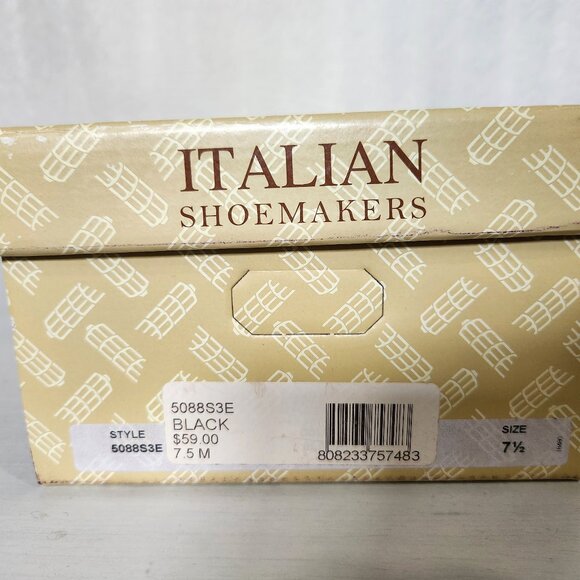 ITALIAN
SHOEMAKERS
STYLE
5088S3E
5088S3E
BLACK
$59.00
7.5 M
808233757483
SIZE
7½